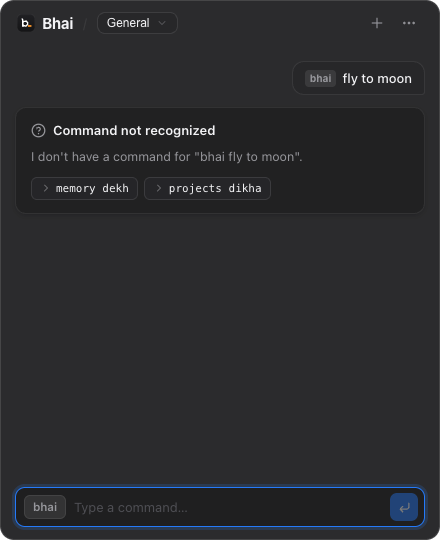 b. Bhai / General
bhai fly to moon
Command not recognized
I don't have a command for "bhai fly to moon".
> memory dekh > projects dikha
bhai Type a command...